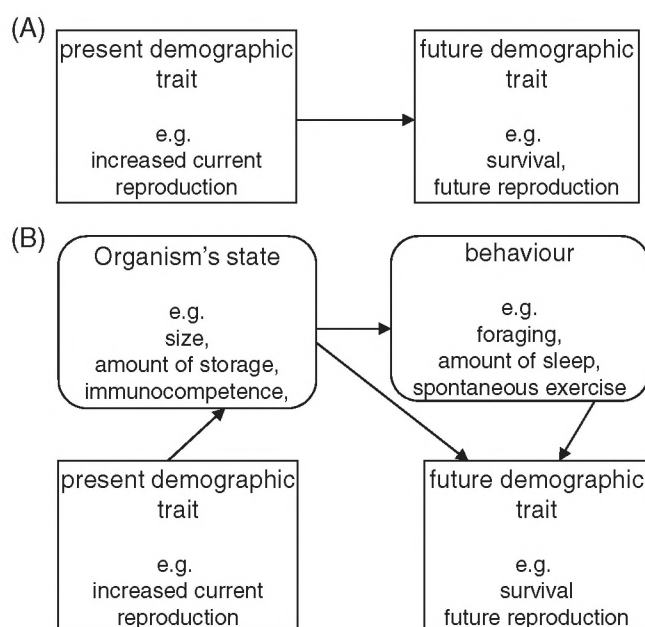 (A)
present demographic
trait
e.g.
increased current
reproduction
future demographic
trait
e.g.
survival,
future reproduction
(B)
Organism's state
e.g.
size,
amount of storage,
immunocompetence,
behaviour
e.g.
foraging,
amount of sleep,
spontaneous exercise
present demographic
trait
e.g.
increased current
reproduction
future demographic
trait
e.g.
survival
future reproduction